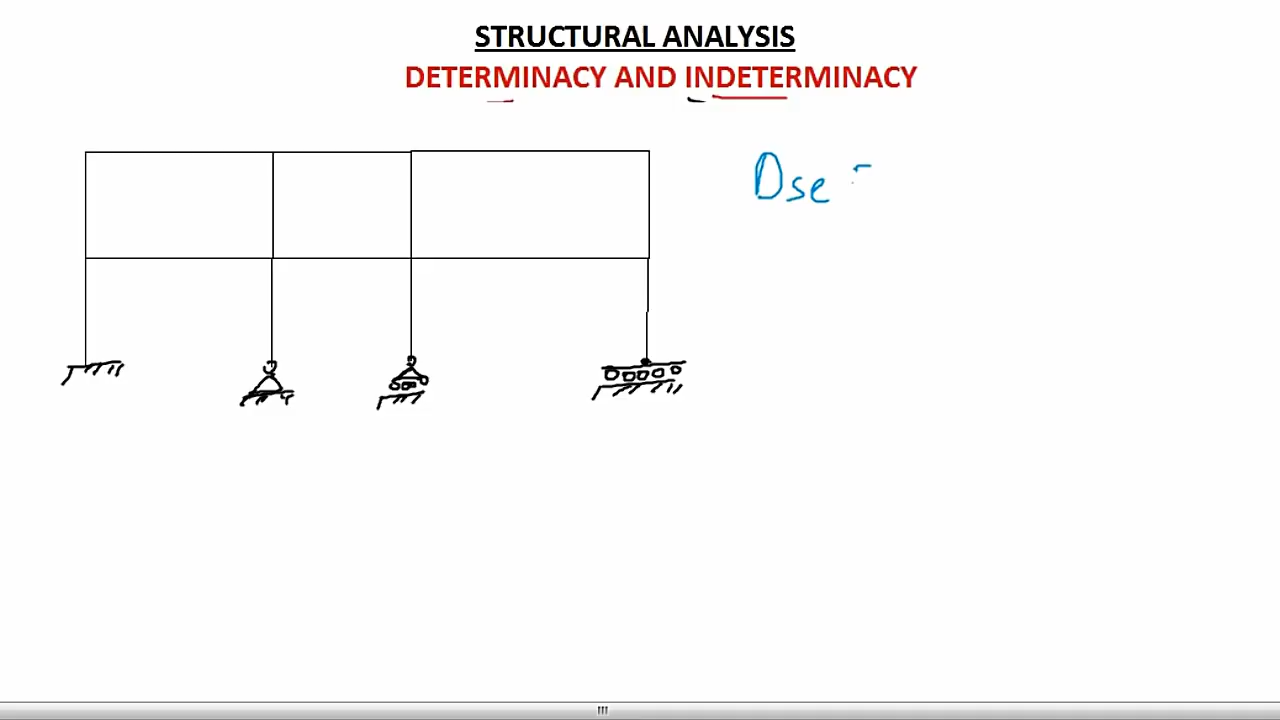 STRUCTURAL ANALYSIS
DETERMINACY AND INDETERMINACY
Dse =